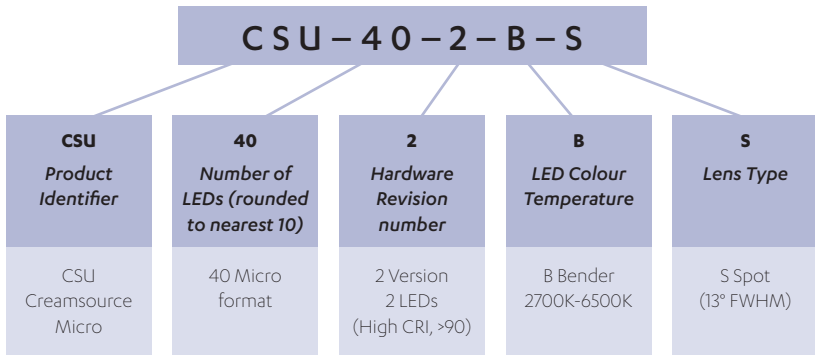 CSU–40–2–B–S
CSU
Product
Identifier
CSU
Creamsource
Micro
40
Number of
LEDs (rounded
to nearest 10)
40 Micro
format
2
Hardware
Revision
number
2 Version
2 LEDs
(High CRI, >90)
B
LED Colour
Temperature
B Bender
2700K-6500K
S
Lens Type
S Spot
(13° FWHM)